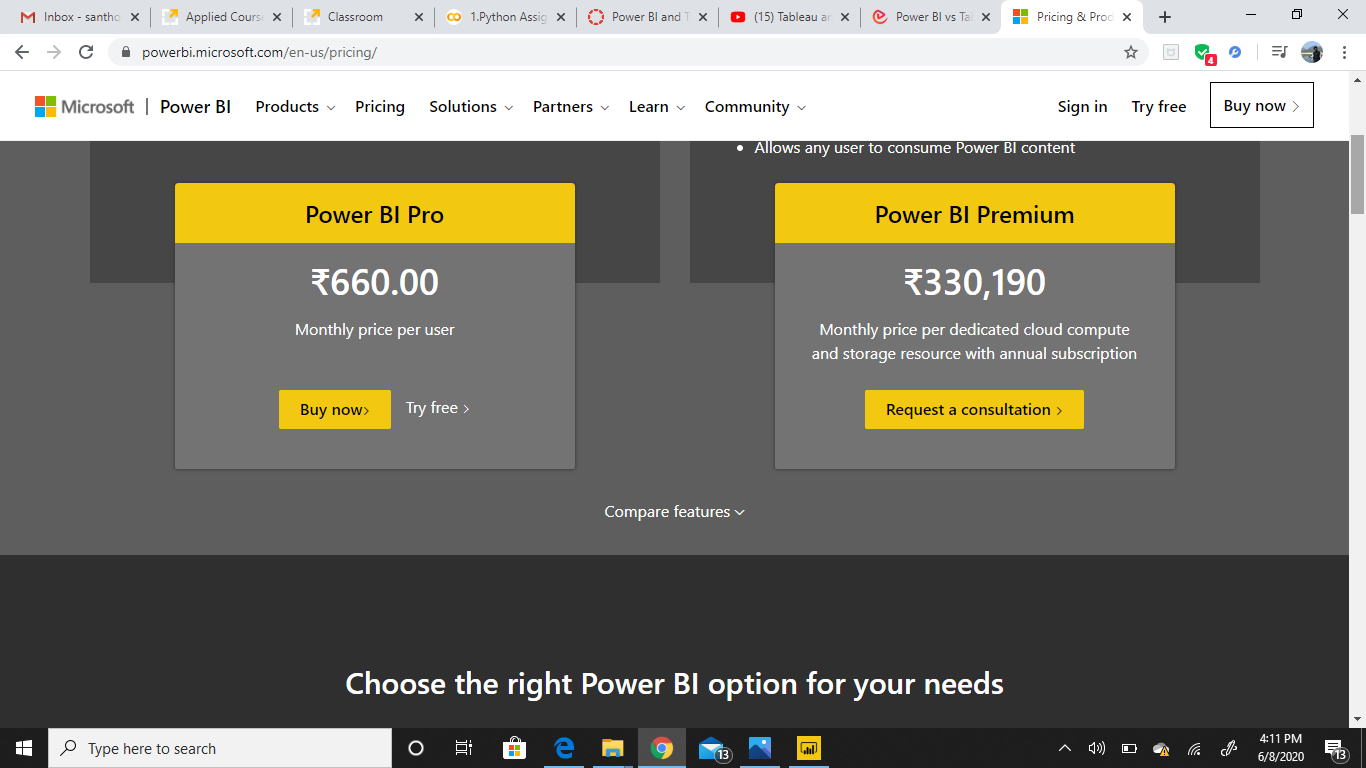 Inbox - santho
Applied Cours
Classroom
1.Python Assig
Power BI and T
(15) Tableau an
Power BI vs Tab
Pricing & Prod
powerbi.microsoft.com/en-us/pricing/
4
Microsoft | Power BI
Products
Pricing
Solutions
Partners
Learn
Community
Sign in
Try free
Buy now
• Allows any user to consume Power BI content
Power BI Pro
₹660.00
Monthly price per user
Buy now
Try free
Power BI Premium
₹330,190
Monthly price per dedicated cloud compute
and storage resource with annual subscription
Request a consultation
Compare features
Choose the right Power BI option for your needs
Type here to search
13
4:11 PM
6/8/2020
13